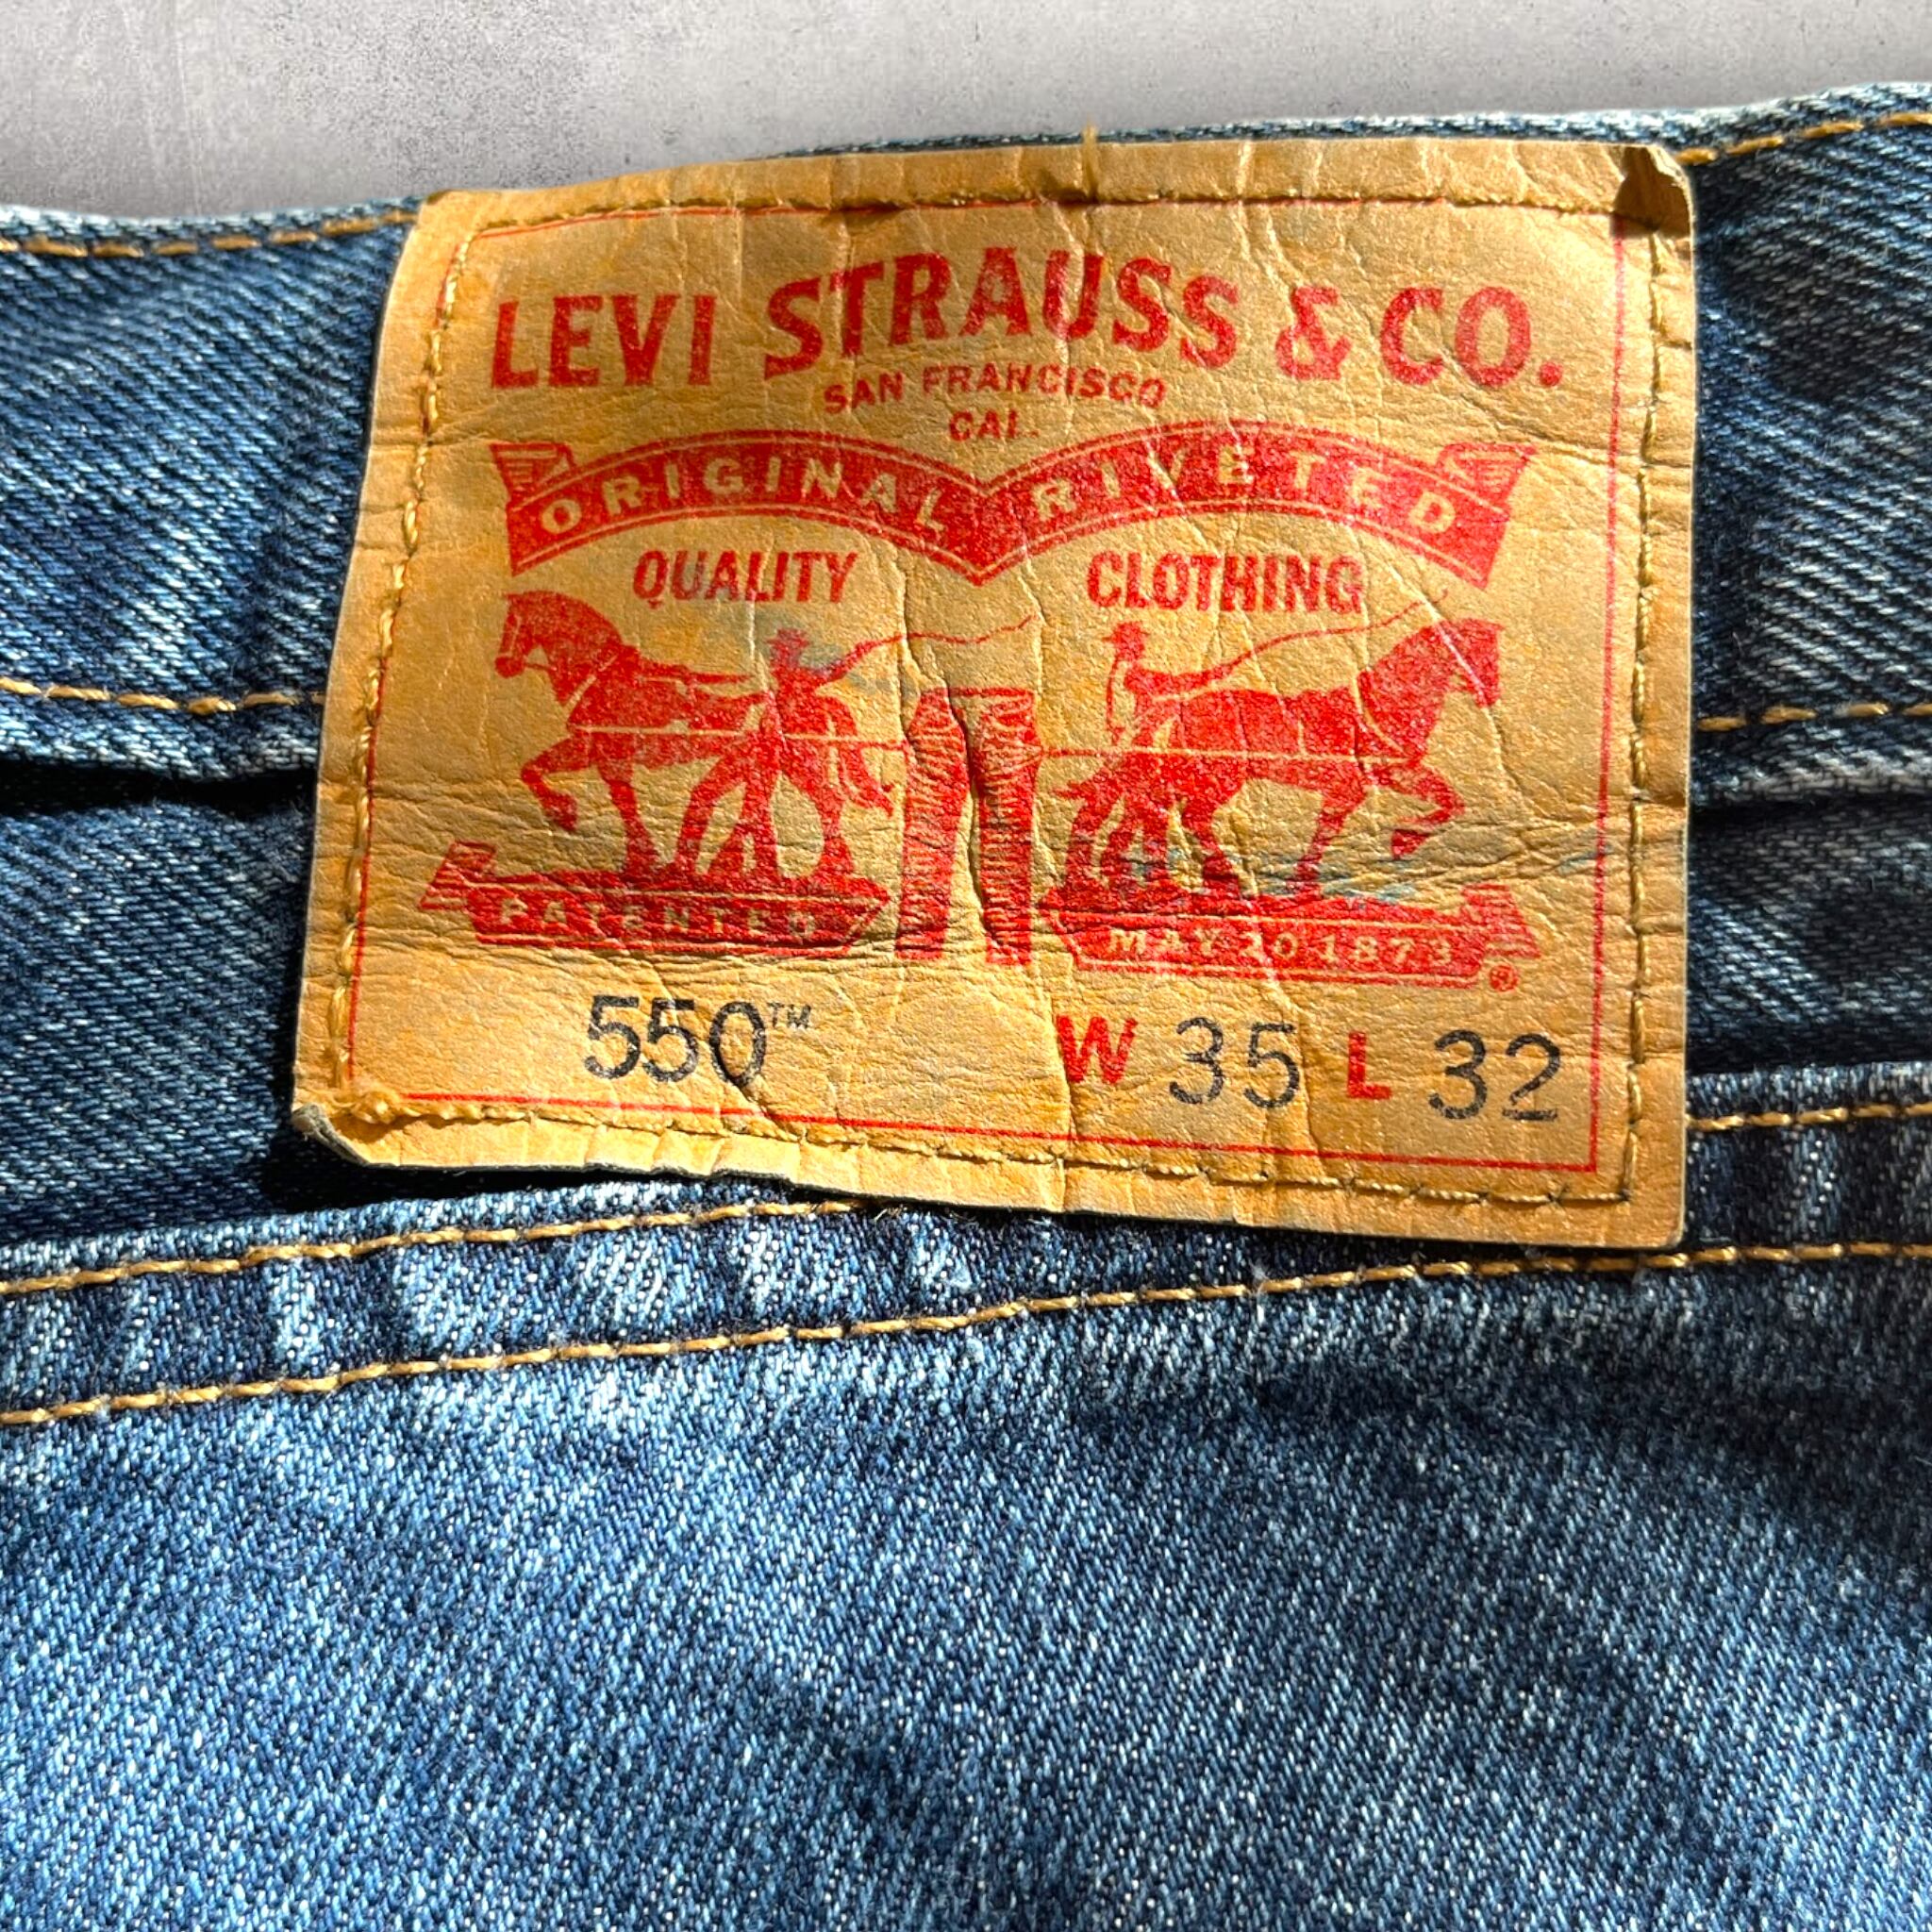 LEVI STRAUSS & CO.
SAN FRANCISCO
CAL.
ORIGINAL RIVETED
QUALITY CLOTHING
PATENTED MAY 20 1873 ®
550™ W 35 L 32